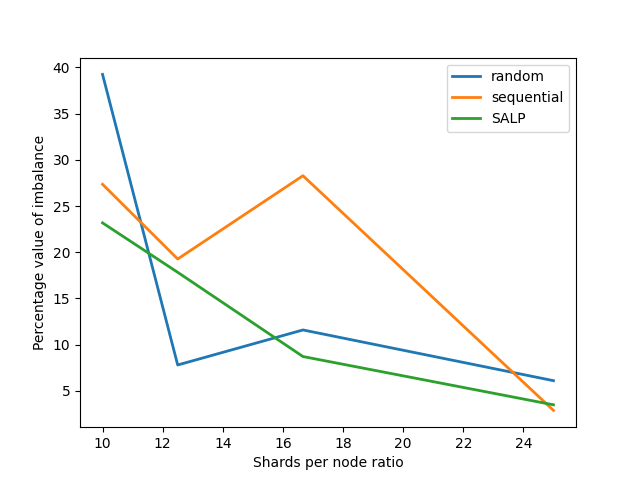 random
sequential
SALP
Percentage value of imbalance
40
35
30
25
20
15
10
5
10 12 14 16 18 20 22 24
Shards per node ratio